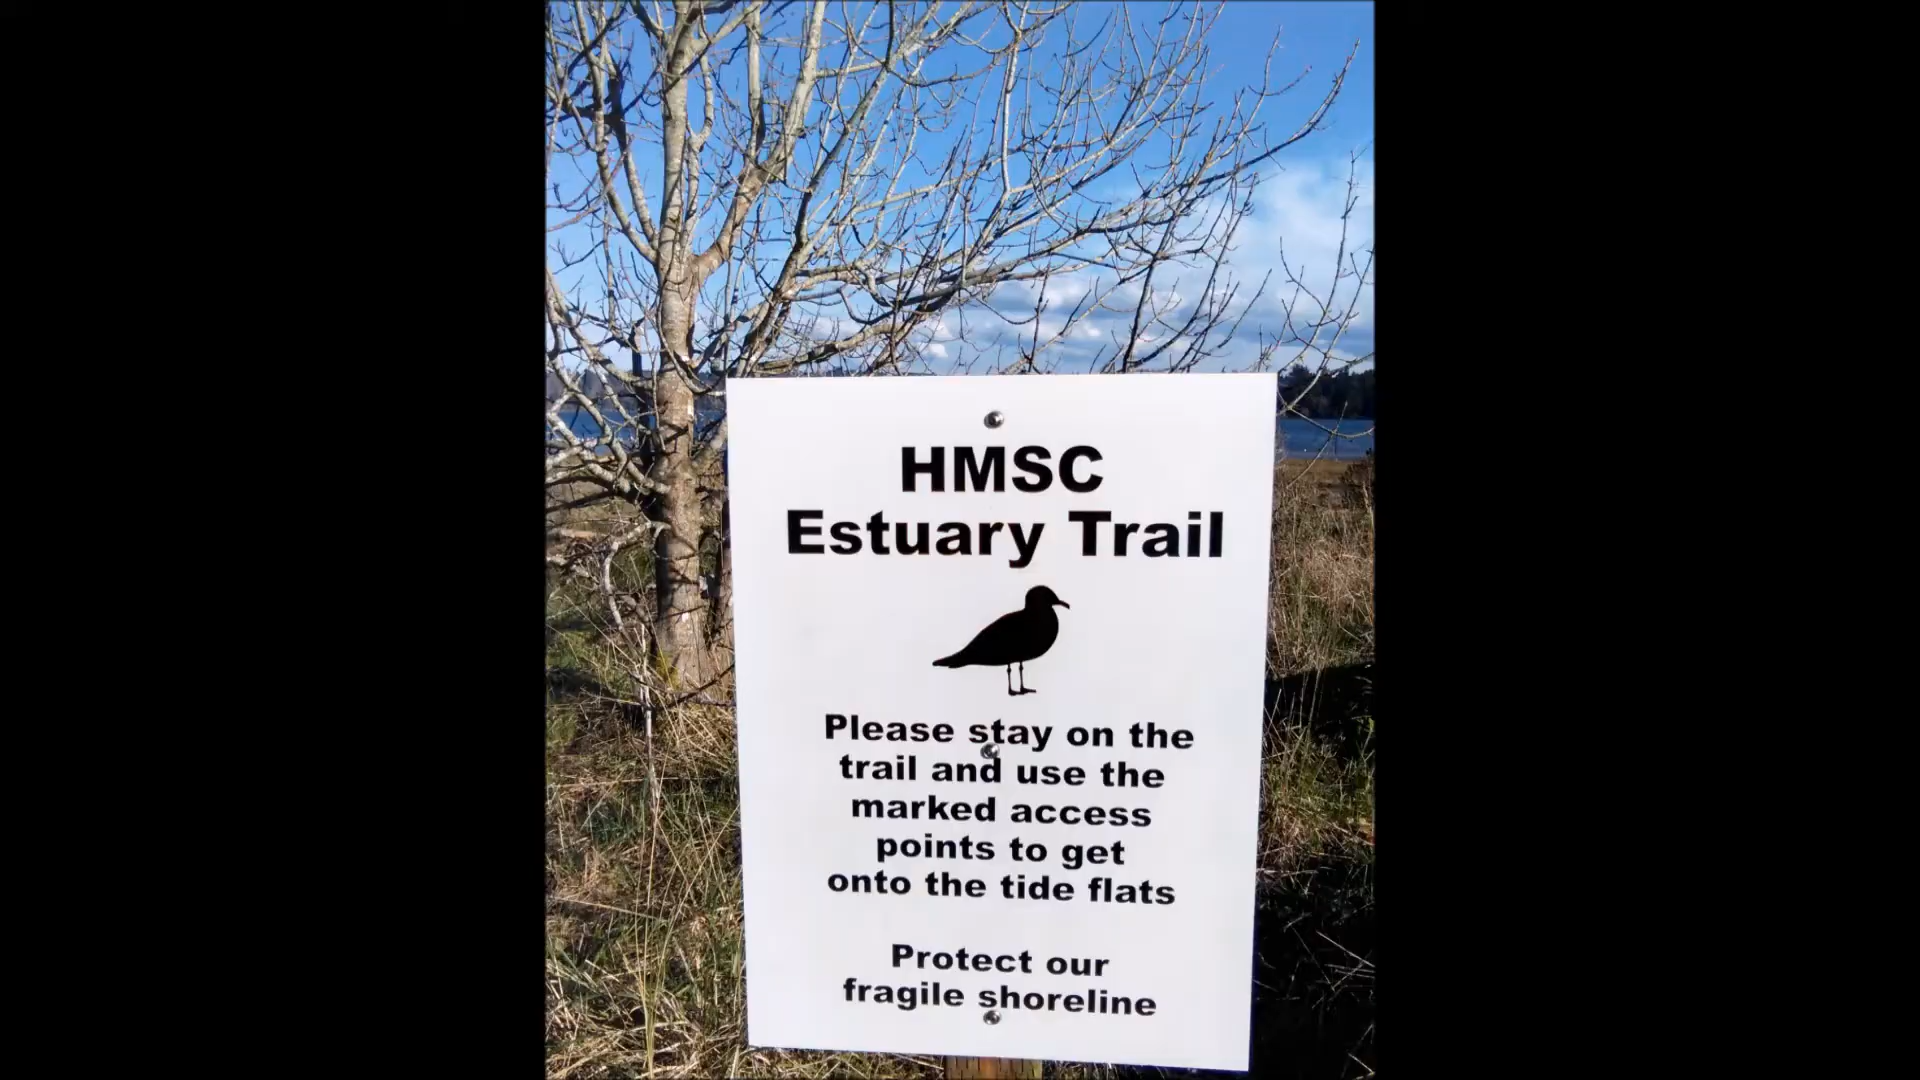 HMSC
Estuary Trail
Please stay on the
trail and use the
marked access
points to get
onto the tide flats
Protect our
fragile shoreline